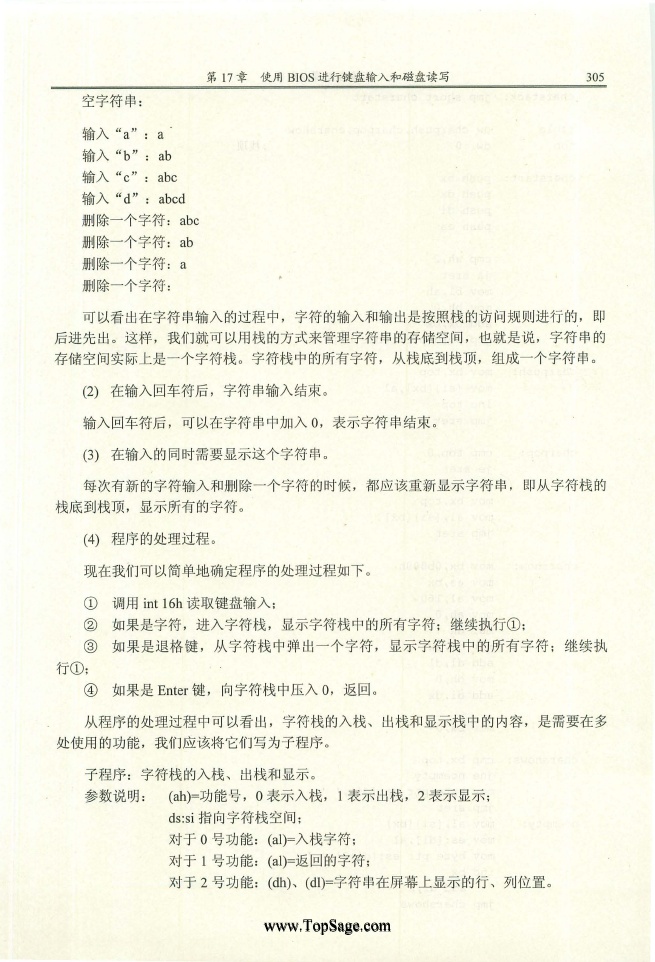 第 17 章 使用 BIOS 进行键盘输入和磁盘读写 305
空字符串：
输入“a”：a
输入“b”：ab
输入“c”：abc
输入“d”：abcd
删除一个字符：abc
删除一个字符：ab
删除一个字符：a
删除一个字符：
可以看出在字符串输入的过程中，字符的输入和输出是按照栈的访问规则进行的，即
后进先出。这样，我们就可以用栈的方式来管理字符串的存储空间，也就是说，字符串的
存储空间实际上是一个字符栈。字符栈中的所有字符，从栈底到栈顶，组成一个字符串。
(2) 在输入回车符后，字符串输入结束。
输入回车符后，可以在字符串中加入 0，表示字符串结束。
(3) 在输入的同时需要显示这个字符串。
每次有新的字符输入和删除一个字符的时候，都应该重新显示字符串，即从字符栈的
栈底到栈顶，显示所有的字符。
(4) 程序的处理过程。
现在我们可以简单地确定程序的处理过程如下。
① 调用 int 16h 读取键盘输入；
② 如果是字符，进入字符栈，显示字符栈中的所有字符；继续执行①；
③ 如果是退格键，从字符栈中弹出一个字符，显示字符栈中的所有字符；继续执
行①；
④ 如果是 Enter 键，向字符栈中压入 0，返回。
从程序的处理过程中可以看出，字符栈的入栈、出栈和显示栈中的内容，是需要在多
处使用的功能，我们应该将它们写为子程序。
子程序：字符栈的入栈、出栈和显示。
参数说明： (ah)=功能号，0 表示入栈，1 表示出栈，2 表示显示；
ds:si 指向字符栈空间；
对于 0 号功能：(al)=入栈字符；
对于 1 号功能：(al)=返回的字符；
对于 2 号功能：(dh)、(dl)=字符串在屏幕上显示的行、列位置。
www.TopSage.com